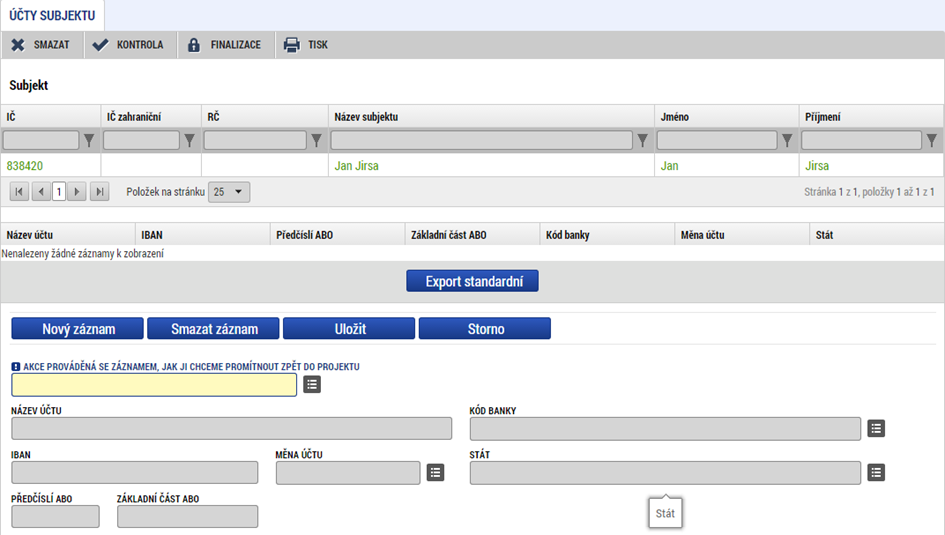 ÚČTY SUBJEKTU
SMAZAT KONTROLA FINALIZACE TISK
Subjekt
IČ IČ zahraniční RČ Název subjektu Jméno Příjmení
838420 Jan Jirsa Jan Jirsa
1 Položek na stránku 25 Stránka 1 z 1, položky 1 až 1 z 1
Název účtu IBAN Předčíslí ABO Základní část ABO Kód banky Měna účtu Stát
Nenalezeny žádné záznamy k zobrazení
Export standardní
Nový záznam Smazat záznam Uložit Storno
AKCE PROVÁDĚNÁ SE ZÁZNAMEM, JAK JI CHCEME PROMÍTNOUT ZPĚT DO PROJEKTU
NÁZEV ÚČTU KÓD BANKY
IBAN MĚNA ÚČTU STÁT
PŘEDČÍSLÍ ABO ZÁKLADNÍ ČÁST ABO
Stát